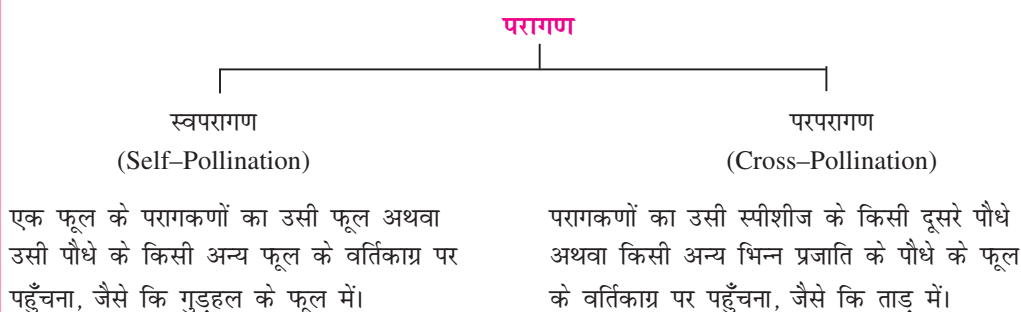 परागण
स्वपरागण
(Self–Pollination)
एक फूल के परागकणों का उसी फूल अथवा
उसी पौधे के किसी अन्य फूल के वर्तिकाग्र पर
पहुँचना, जैसे कि गुड़हल के फूल में।
परपरागण
(Cross–Pollination)
परागकणों का उसी स्पीशीज के किसी दूसरे पौधे
अथवा किसी अन्य भिन्न प्रजाति के पौधे के फूल
के वर्तिकाग्र पर पहुँचना, जैसे कि ताड़ में।